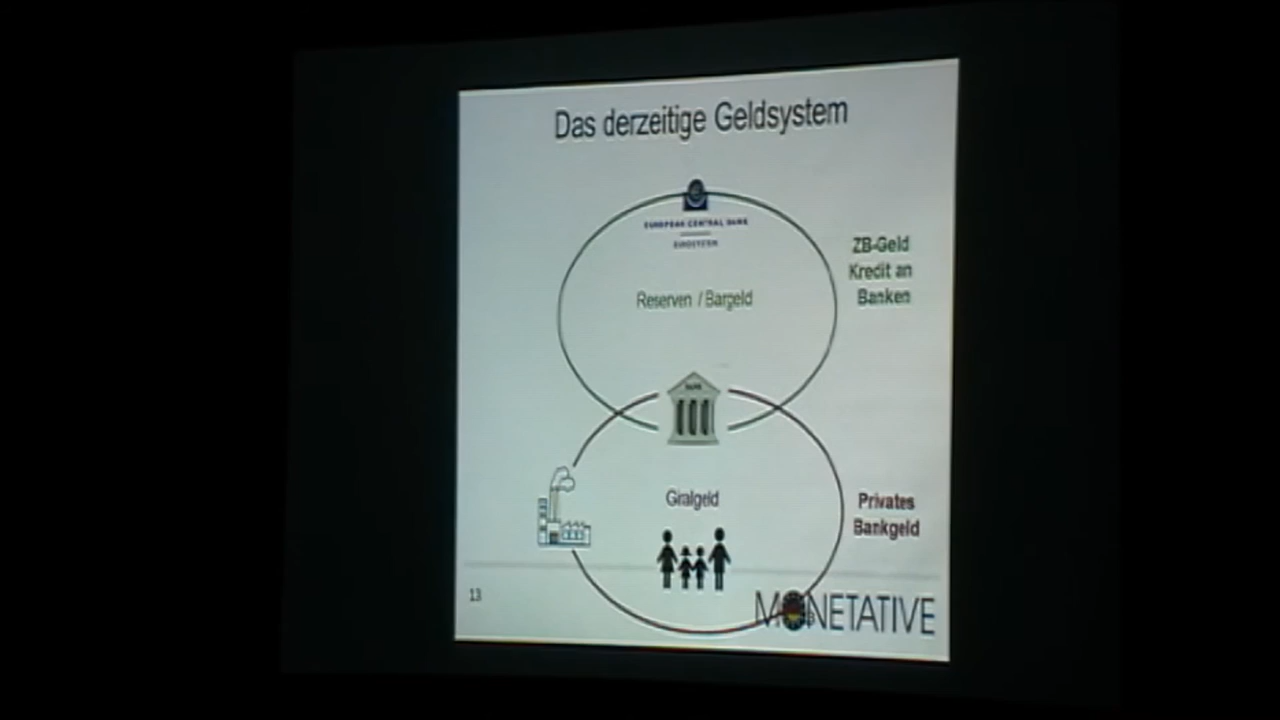 Das derzeitige Geldsystem
EUROPEAN CENTRAL BANK
EUROSYSTEM
ZB-Geld
Kredit an
Banken
Reserven / Bargeld
BANK
Giralgeld
Privates
Bankgeld
13
MONETATIVE